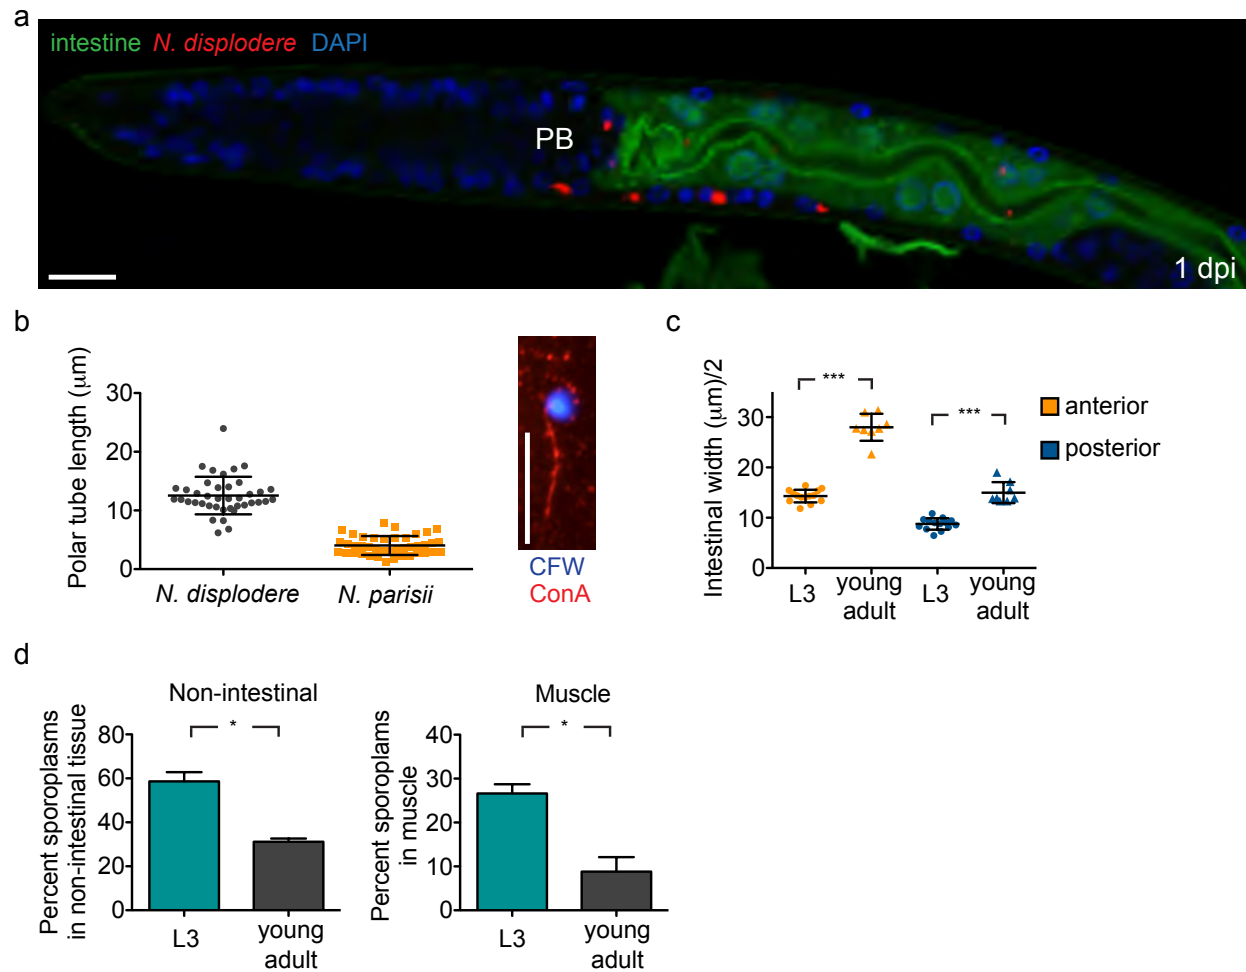 a
intestine N. displodere DAPI
PB
1 dpi
b
Polar tube length (μm)
30
20
10
0
N. displodere
N. parisii
CFW
ConA
c
Intestinal width (μm)/2
30
20
10
0
***
***
L3
young
adult
L3
young
adult
anterior
posterior
d
Non-intestinal
Percent sporoplasms
in non-intestinal tissue
80
60
40
20
0
*
L3
young
adult
Muscle
Percent sporoplams
in muscle
40
30
20
10
0
*
L3
young
adult